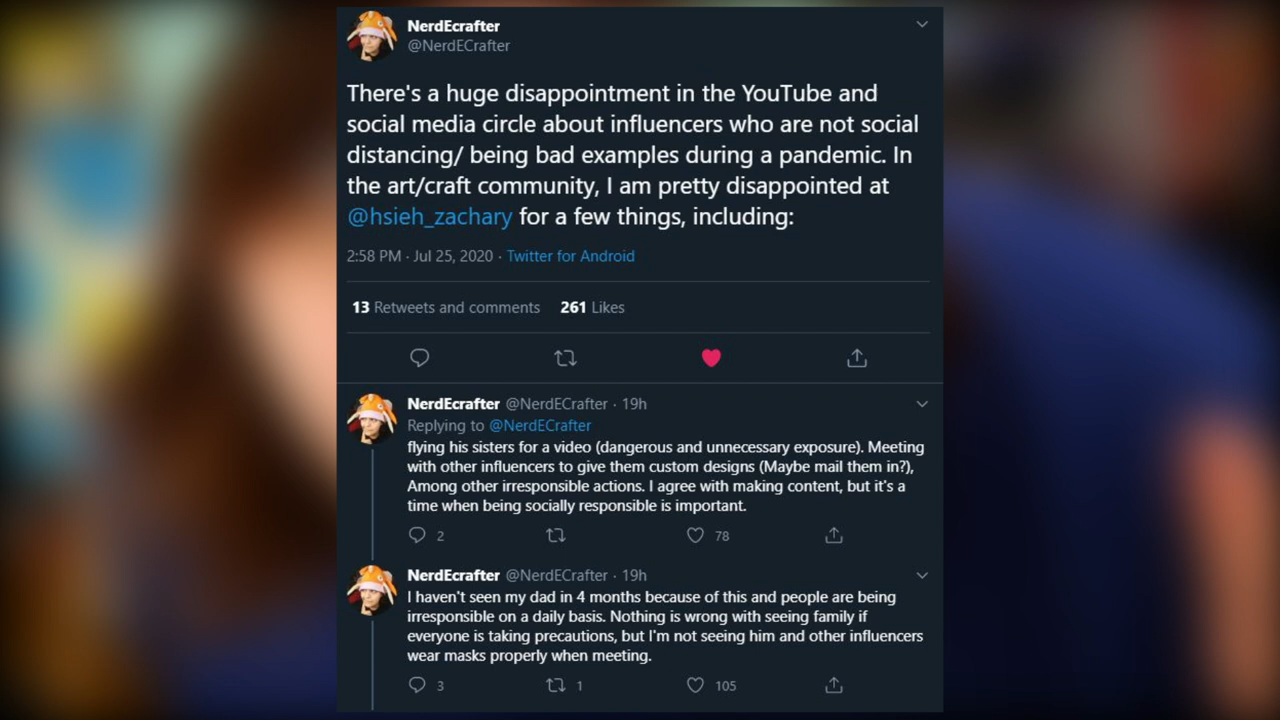 NerdEcrafter
@NerdECrafter
There's a huge disappointment in the YouTube and
social media circle about influencers who are not social
distancing/ being bad examples during a pandemic. In
the art/craft community, I am pretty disappointed at
@hsieh_zachary for a few things, including:
2:58 PM · Jul 25, 2020 · Twitter for Android
13 Retweets and comments 261 Likes
NerdEcrafter @NerdECrafter · 19h
Replying to @NerdECrafter
flying his sisters for a video (dangerous and unnecessary exposure). Meeting
with other influencers to give them custom designs (Maybe mail them in?),
Among other irresponsible actions. I agree with making content, but it's a
time when being socially responsible is important.
2 78
NerdEcrafter @NerdECrafter · 19h
I haven't seen my dad in 4 months because of this and people are being
irresponsible on a daily basis. Nothing is wrong with seeing family if
everyone is taking precautions, but I'm not seeing him and other influencers
wear masks properly when meeting.
3 1 105